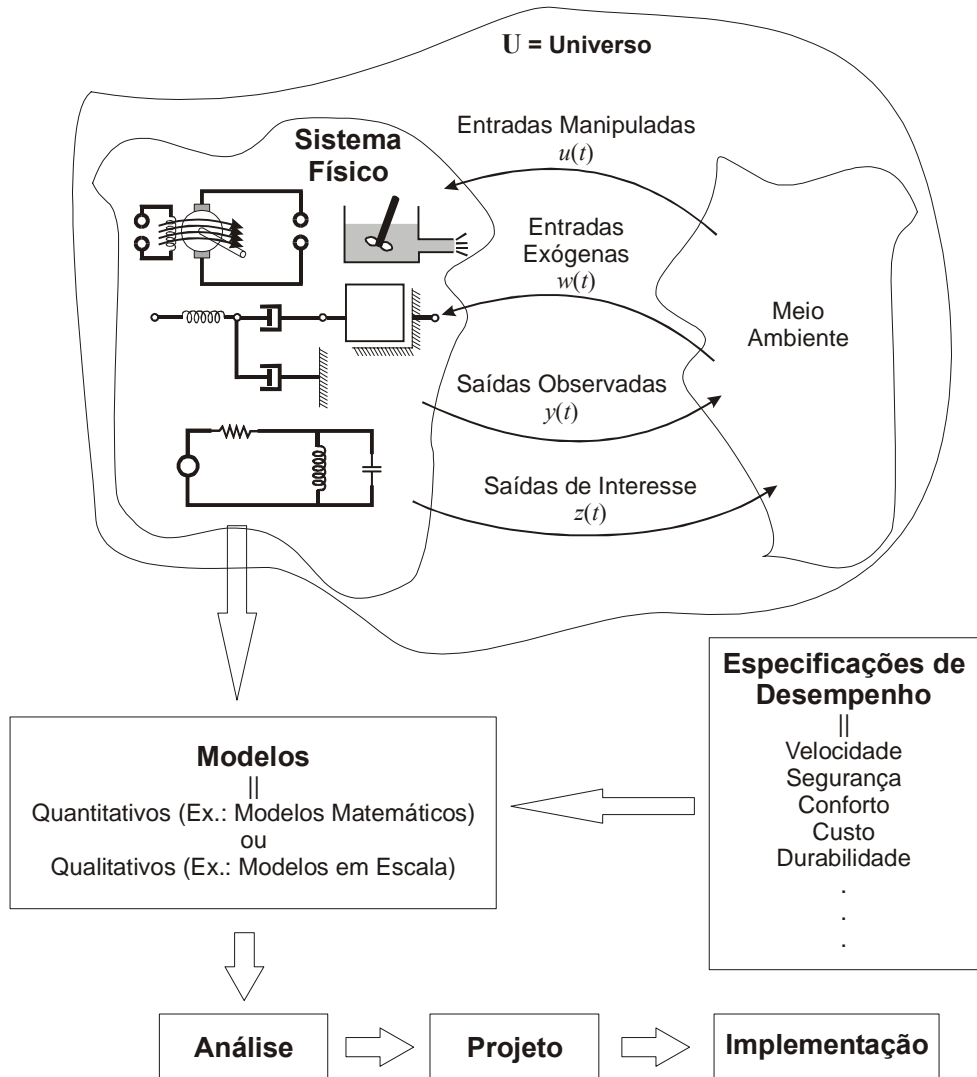 U = Universo
Sistema
Físico
Entradas Manipuladas
u(t)
Entradas
Exógenas
w(t)
Meio
Ambiente
Saídas Observadas
y(t)
Saídas de Interesse
z(t)
Especificações de
Desempenho
||
Velocidade
Segurança
Conforto
Custo
Durabilidade
.
.
.
Modelos
||
Quantitativos (Ex.: Modelos Matemáticos)
ou
Qualitativos (Ex.: Modelos em Escala)
Análise
Projeto
Implementação